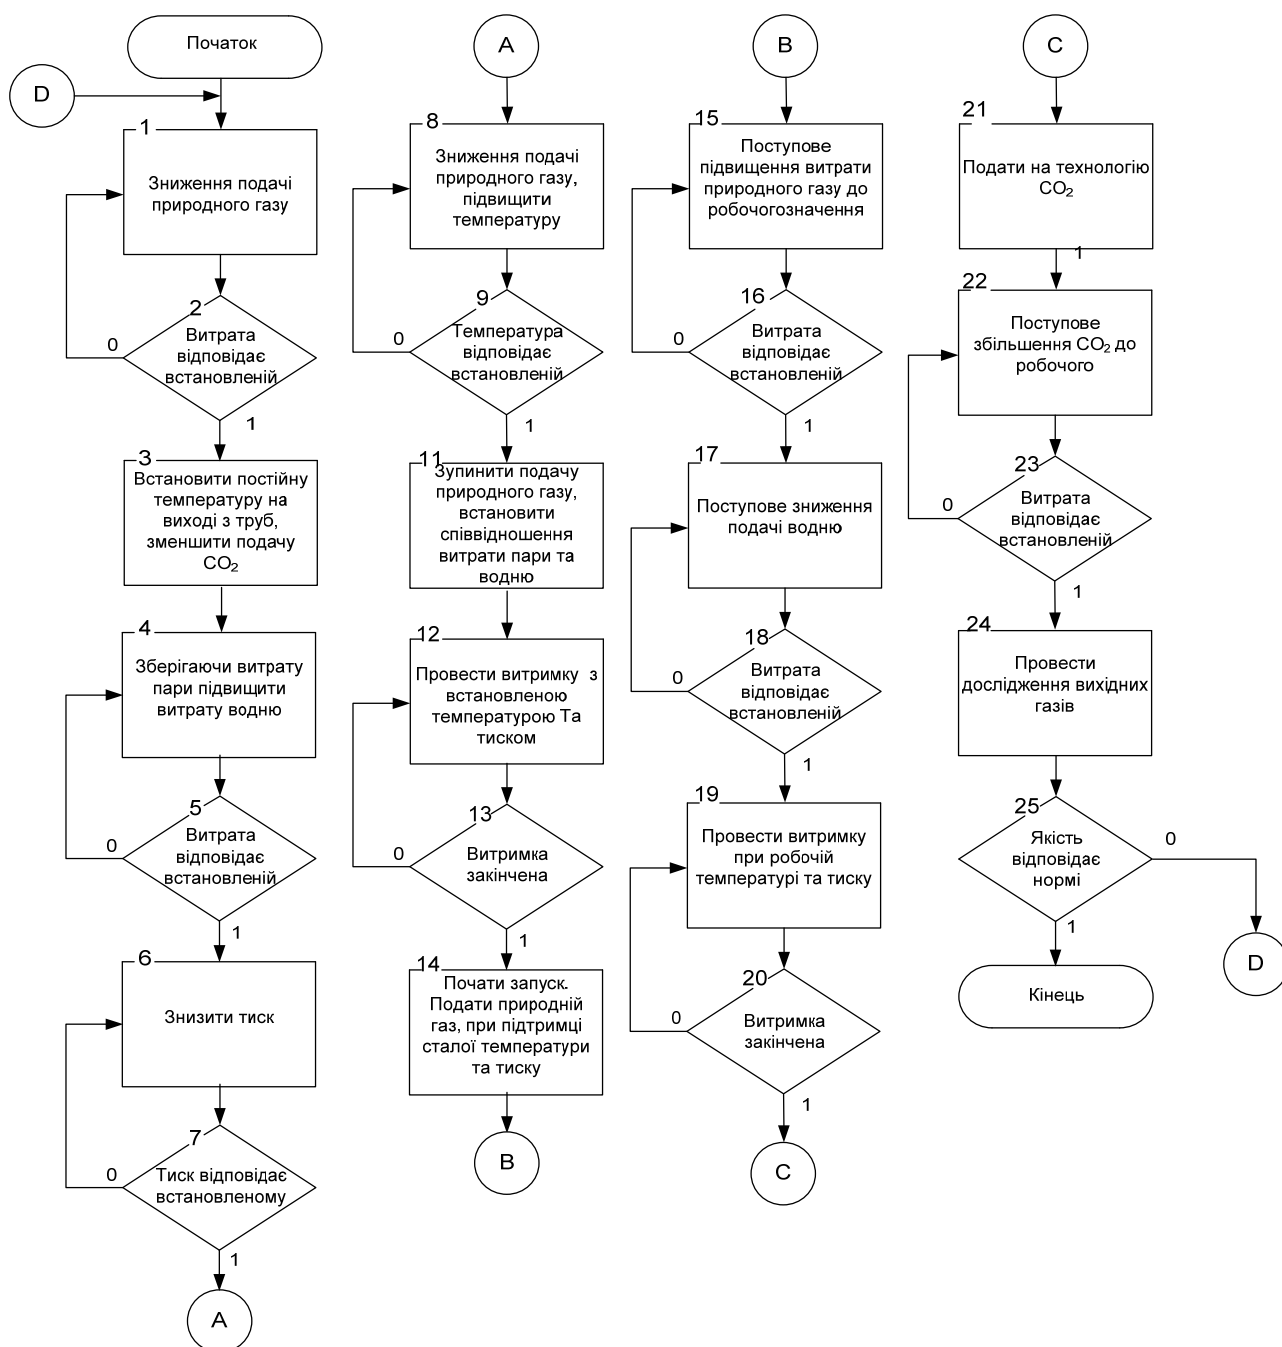 Початок
D
1
Зниження подачі
природного газу
2
Витрата
відповідає
встановленій
0
1
3
Встановити постійну
температуру на
виході з труб,
зменшити подачу
CO₂
4
Зберігаючи витрату
пари підвищити
витрату водню
5
Витрата
відповідає
встановленій
0
1
6
Знизити тиск
7
Тиск відповідає
встановленому
0
1
A
A
8
Зниження подачі
природного газу,
підвищити
температуру
9
Температура
відповідає
встановленій
0
1
11
Зупинити подачу
природного газу,
встановити
співвідношення
витрати пари та
водню
12
Провести витримку з
встановленою
температурою Та
тиском
13
Витримка
закінчена
0
1
14
Почати запуск.
Подати природній
газ, при підтримці
сталої температури
та тиску
B
B
15
Поступове
підвищення витрати
природного газу до
робочогозначення
16
Витрата
відповідає
встановленій
0
1
17
Поступове зниження
подачі водню
18
Витрата
відповідає
встановленій
0
1
19
Провести витримку
при робочій
температурі та тиску
20
Витримка
закінчена
0
1
C
C
21
Подати на технологію
CO₂
1
22
Поступове
збільшення CO₂ до
робочого
23
Витрата
відповідає
встановленій
0
1
24
Провести
дослідження вихідних
газів
25
Якість
відповідає
нормі
0
1
D
Кінець